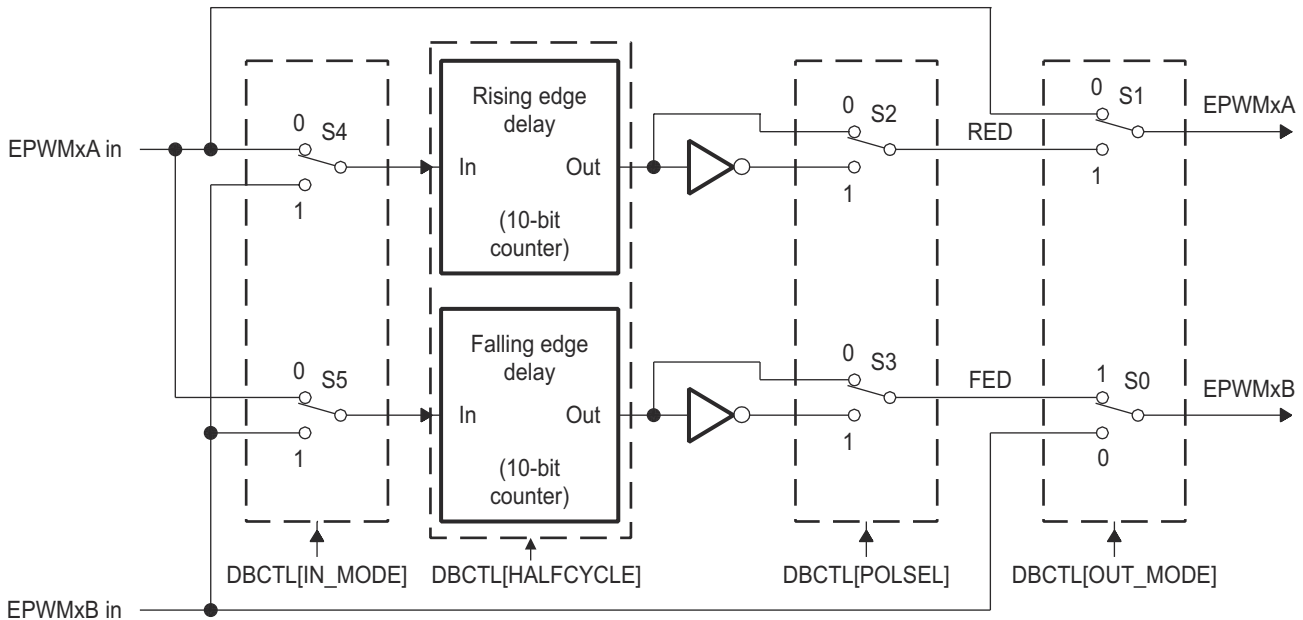 0
S1
EPWMxA
1
Rising edge
delay
In
Out
(10-bit
counter)
0
S2
RED
1
EPWMxA in
0
S4
1
Falling edge
delay
In
Out
(10-bit
counter)
0
S3
FED
1
1
S0
EPWMxB
0
0
S5
1
DBCTL[IN_MODE]
DBCTL[HALFCYCLE]
DBCTL[POLSEL]
DBCTL[OUT_MODE]
EPWMxB in